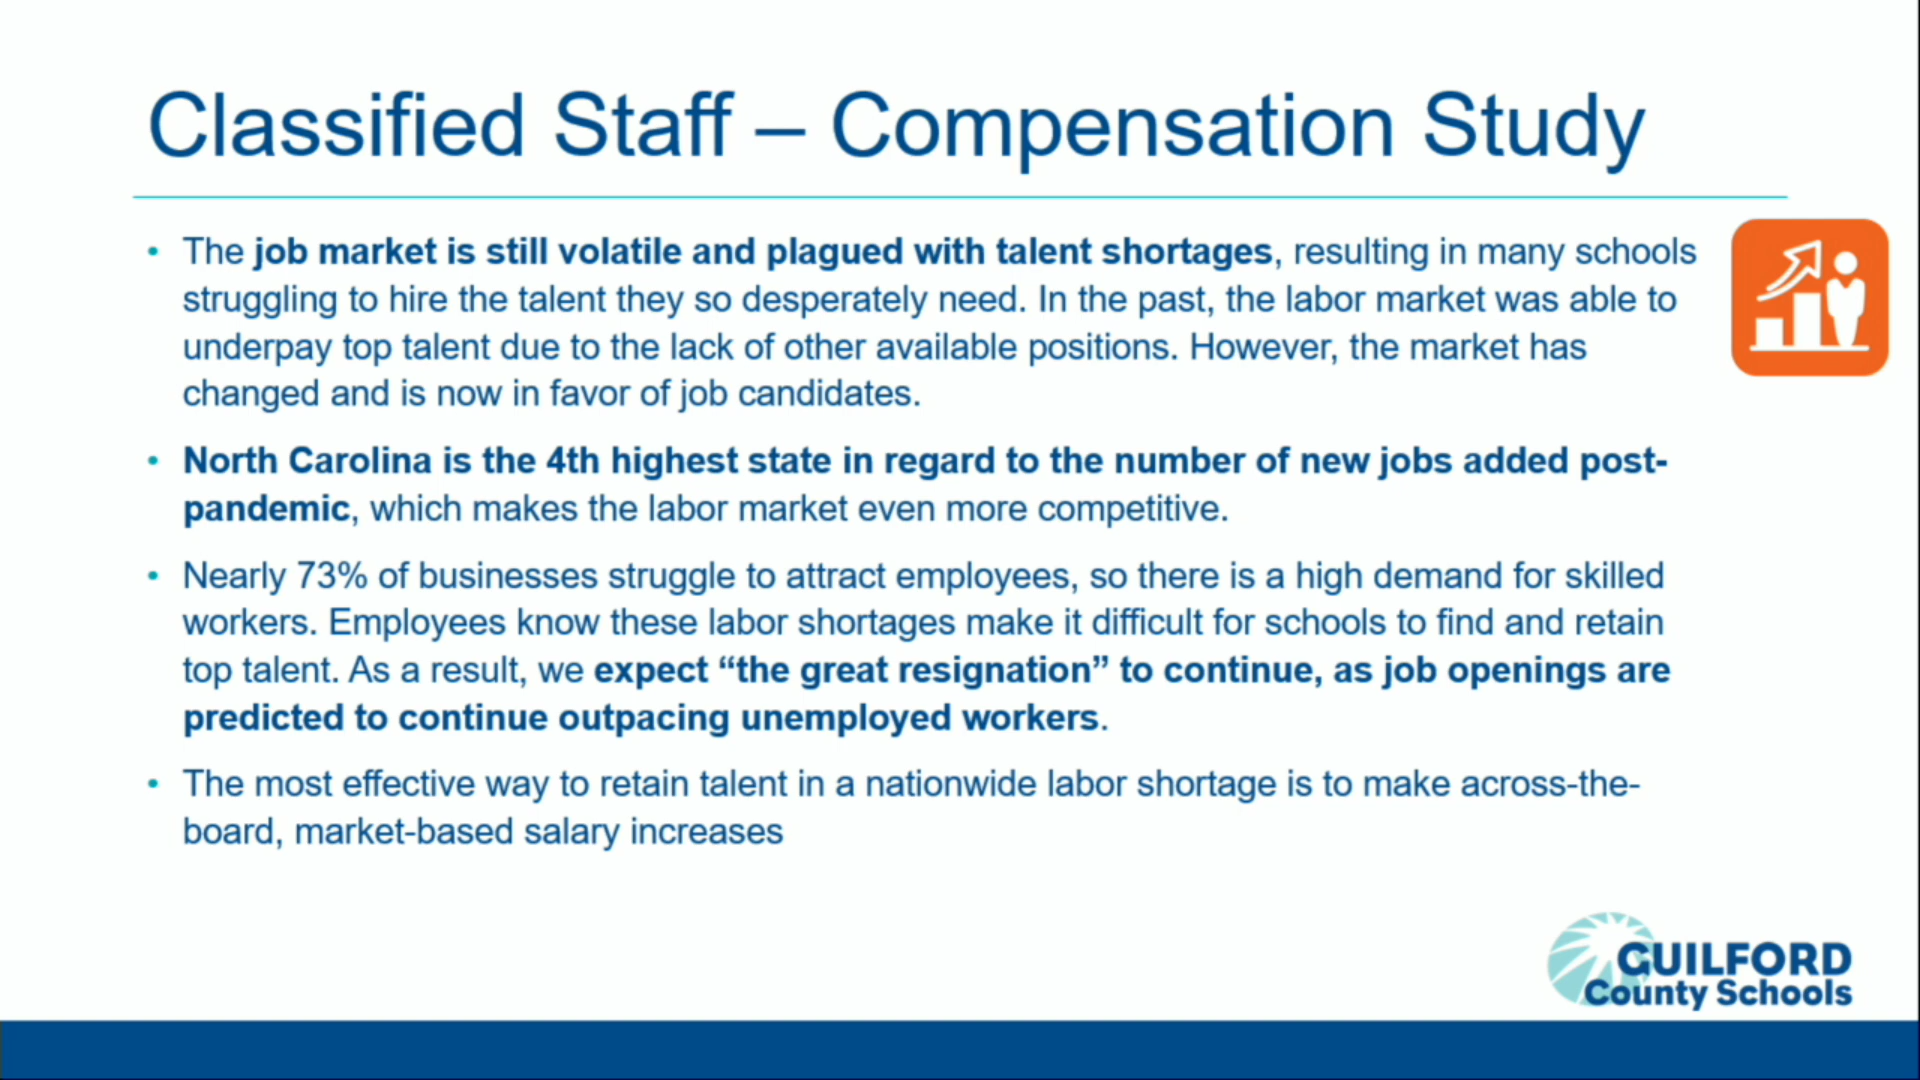 Classified Staff – Compensation Study
• The job market is still volatile and plagued with talent shortages, resulting in many schools
struggling to hire the talent they so desperately need. In the past, the labor market was able to
underpay top talent due to the lack of other available positions. However, the market has
changed and is now in favor of job candidates.
• North Carolina is the 4th highest state in regard to the number of new jobs added post-
pandemic, which makes the labor market even more competitive.
• Nearly 73% of businesses struggle to attract employees, so there is a high demand for skilled
workers. Employees know these labor shortages make it difficult for schools to find and retain
top talent. As a result, we expect “the great resignation” to continue, as job openings are
predicted to continue outpacing unemployed workers.
• The most effective way to retain talent in a nationwide labor shortage is to make across-the-
board, market-based salary increases
GUILFORD
County Schools